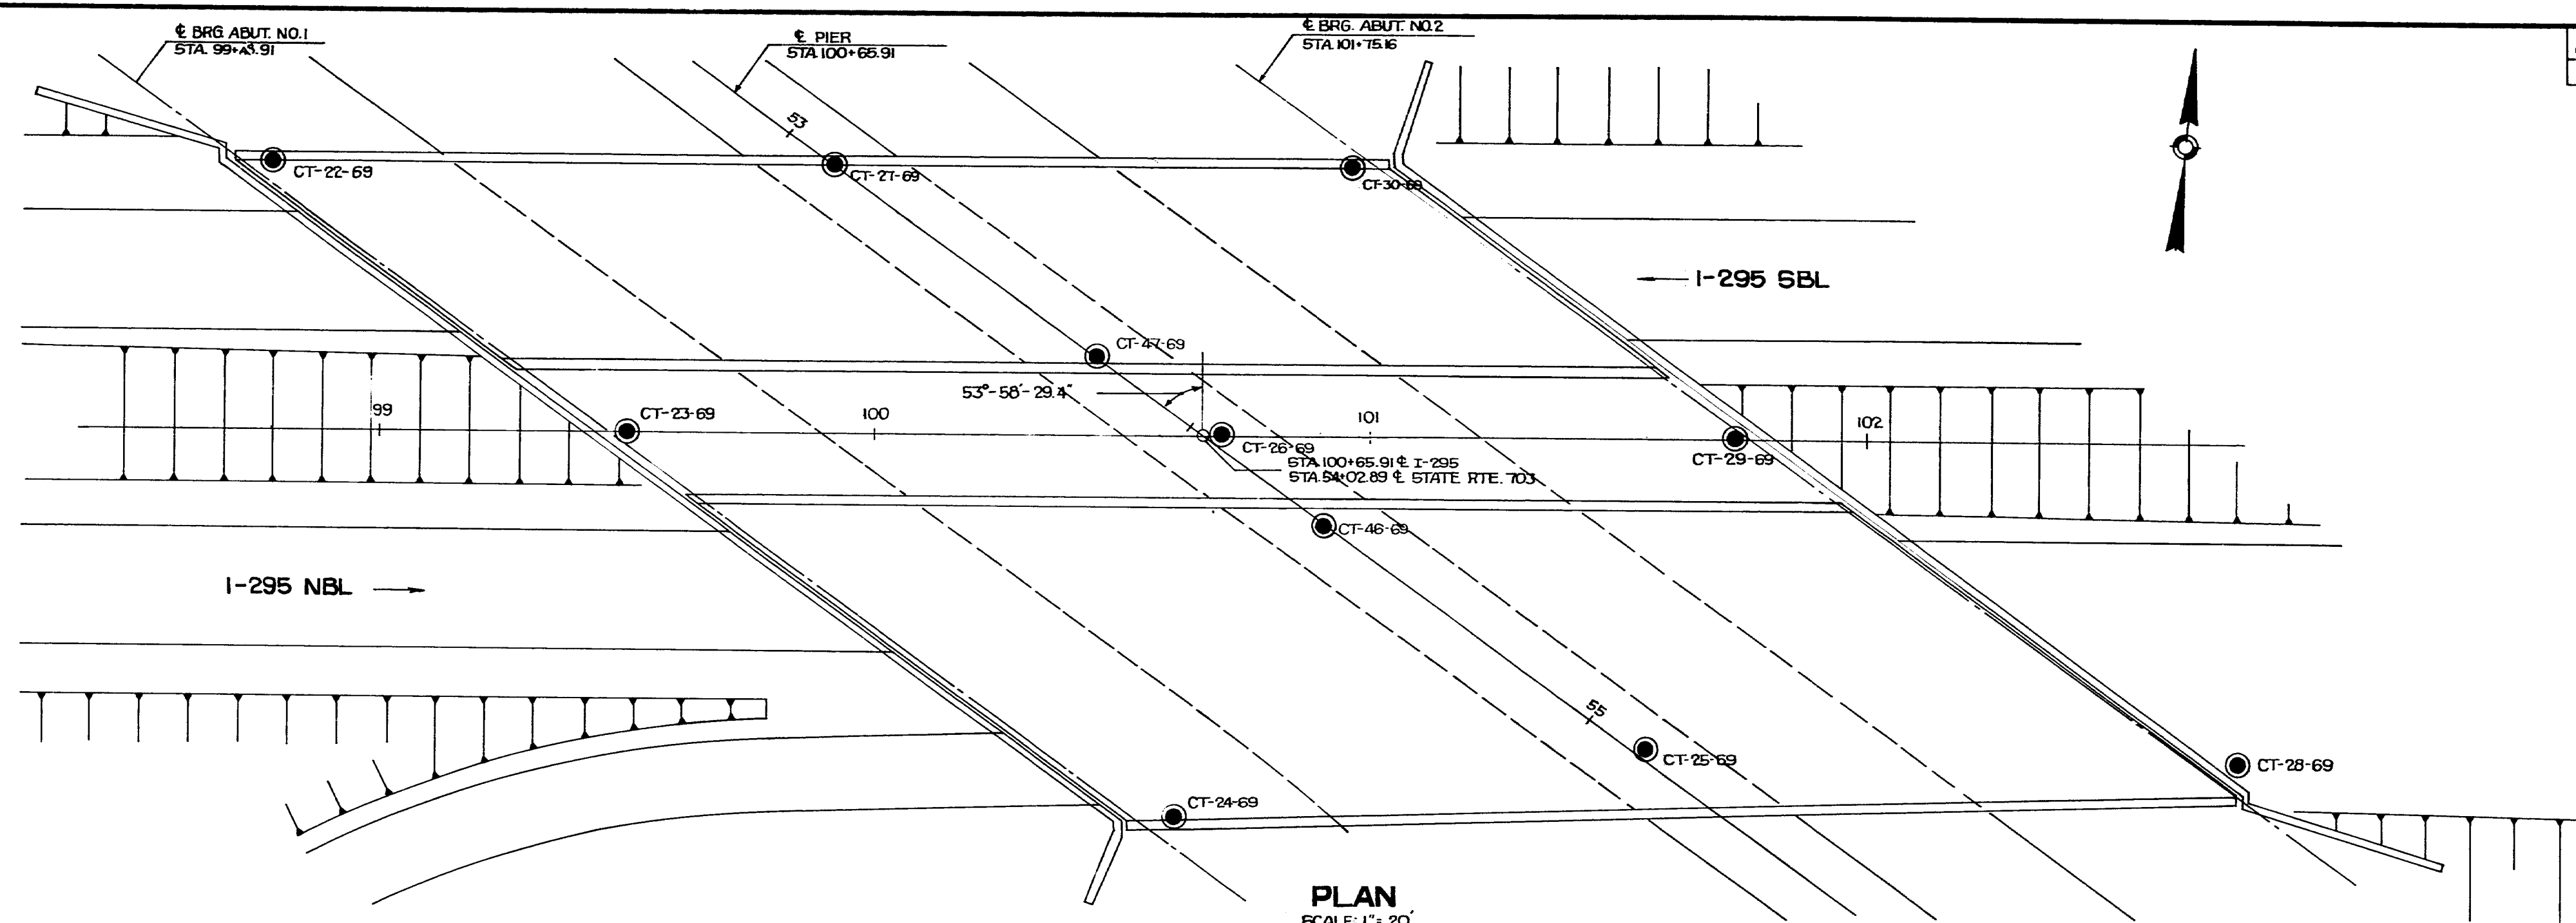 ℄ BRG. ABUT. NO.1
STA. 99+43.91
℄ PIER
STA. 100+65.91
℄ BRG. ABUT. NO.2
STA. 101+75.16
53
CT-22-69
CT-27-69
CT-30-69
I-295 SBL
CT-47-69
53°-58'-29.4"
99
CT-23-69
100
101
102
CT-26-69
STA. 100+65.91 ℄ I-295
STA. 54+02.89 ℄ STATE RTE. 703
CT-29-69
CT-46-69
I-295 NBL
55
CT-25-69
CT-28-69
CT-24-69
PLAN
SCALE: 1"= 20'